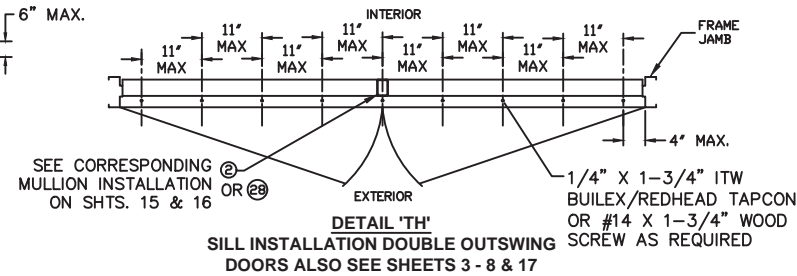 6" MAX.
INTERIOR
FRAME
JAMB
11"
MAX
11"
MAX
11"
MAX
11"
MAX
11"
MAX
11"
MAX
11"
MAX
11"
MAX
4" MAX.
SEE CORRESPONDING ②
MULLION INSTALLATION OR ㉘
ON SHTS. 15 & 16
EXTERIOR
1/4" X 1-3/4" ITW
BUILEX/REDHEAD TAPCON
OR #14 X 1-3/4" WOOD
SCREW AS REQUIRED
DETAIL 'TH'
SILL INSTALLATION DOUBLE OUTSWING
DOORS ALSO SEE SHEETS 3 - 8 & 17